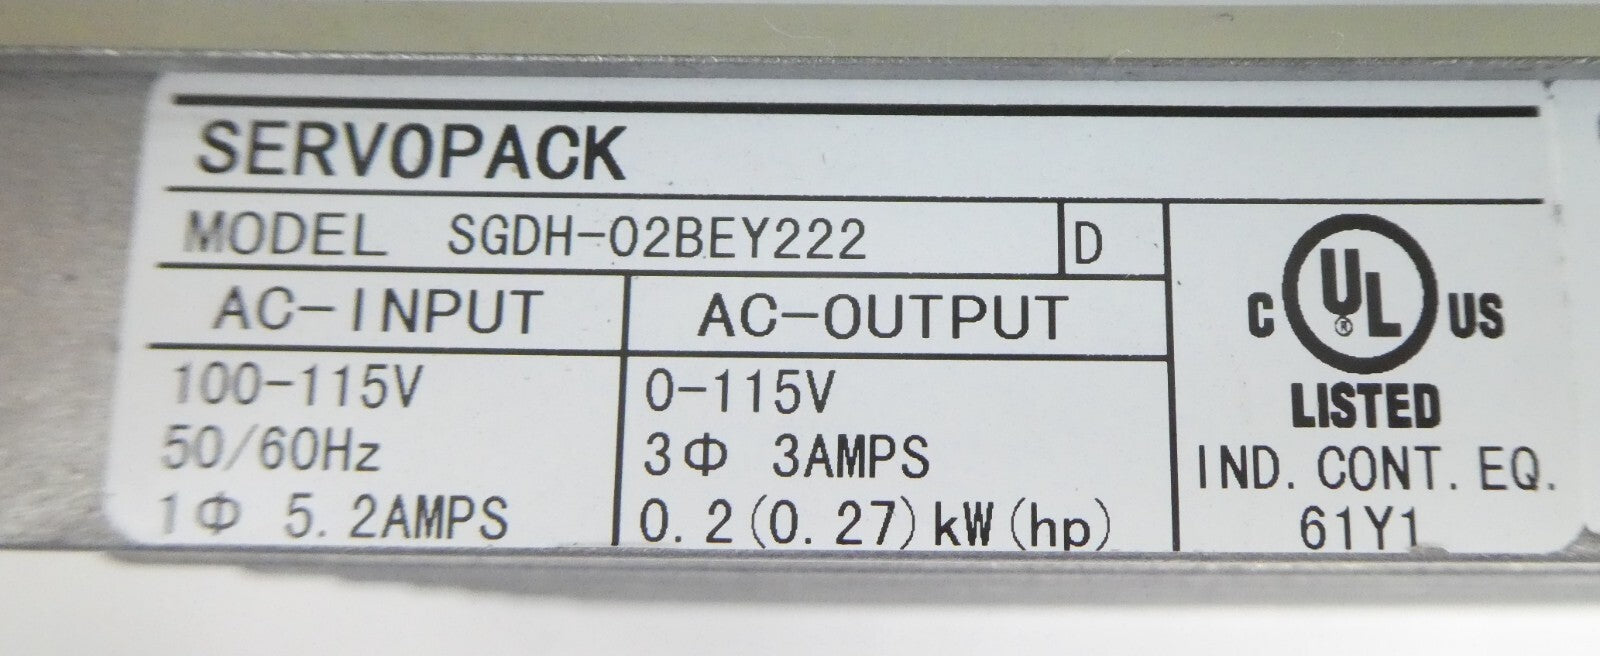 SERVOPACK
MODEL SGDH-02BEY222 D
AC-INPUT
100-115V
50/60Hz
1Φ 5.2AMPS
AC-OUTPUT
0-115V
3Φ 3AMPS
0.2(0.27)kW(hp)
C UL® US
LISTED
IND. CONT. EQ.
61Y1